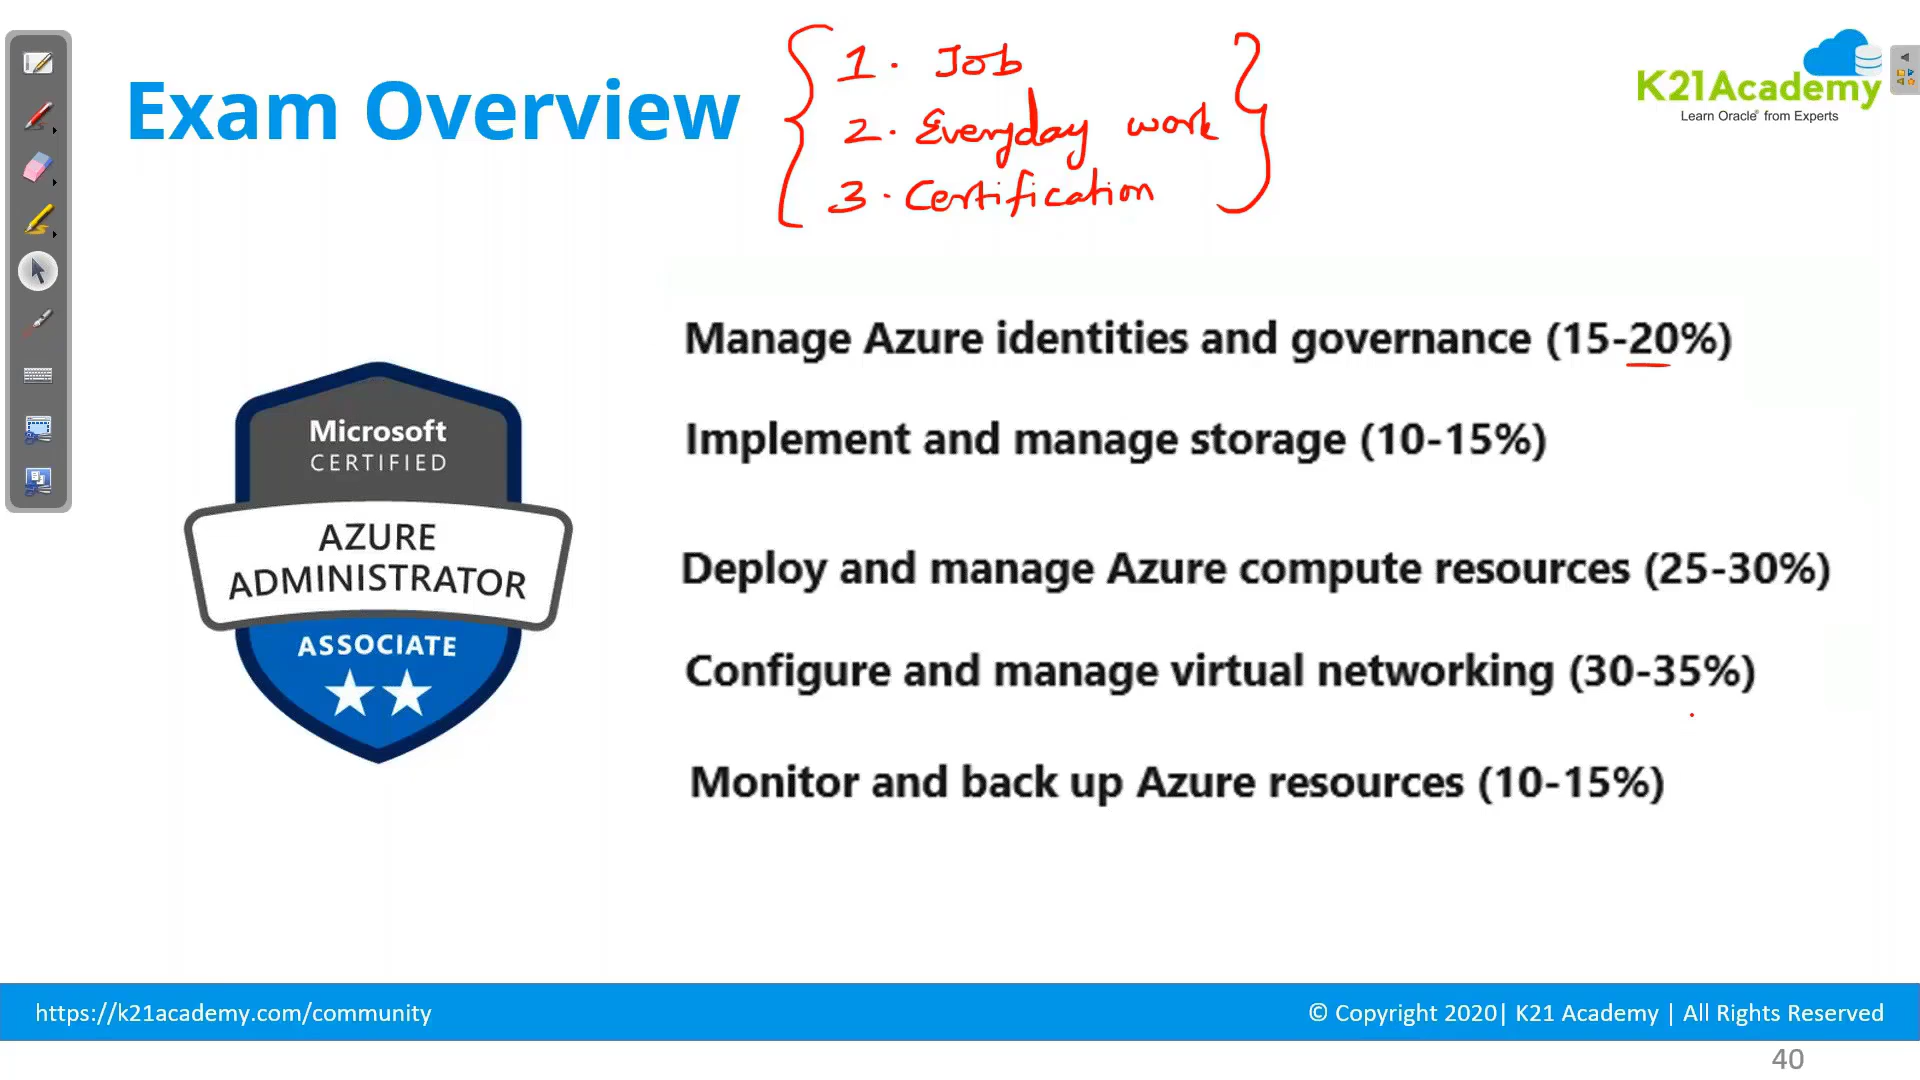 Exam Overview
1. Job
2. Everyday work
3. Certification
K21Academy
Learn Oracle® from Experts
Manage Azure identities and governance (15-20%)
Implement and manage storage (10-15%)
Deploy and manage Azure compute resources (25-30%)
Configure and manage virtual networking (30-35%)
Monitor and back up Azure resources (10-15%)
Microsoft
CERTIFIED
AZURE
ADMINISTRATOR
ASSOCIATE
https://k21academy.com/community
© Copyright 2020| K21 Academy | All Rights Reserved
40